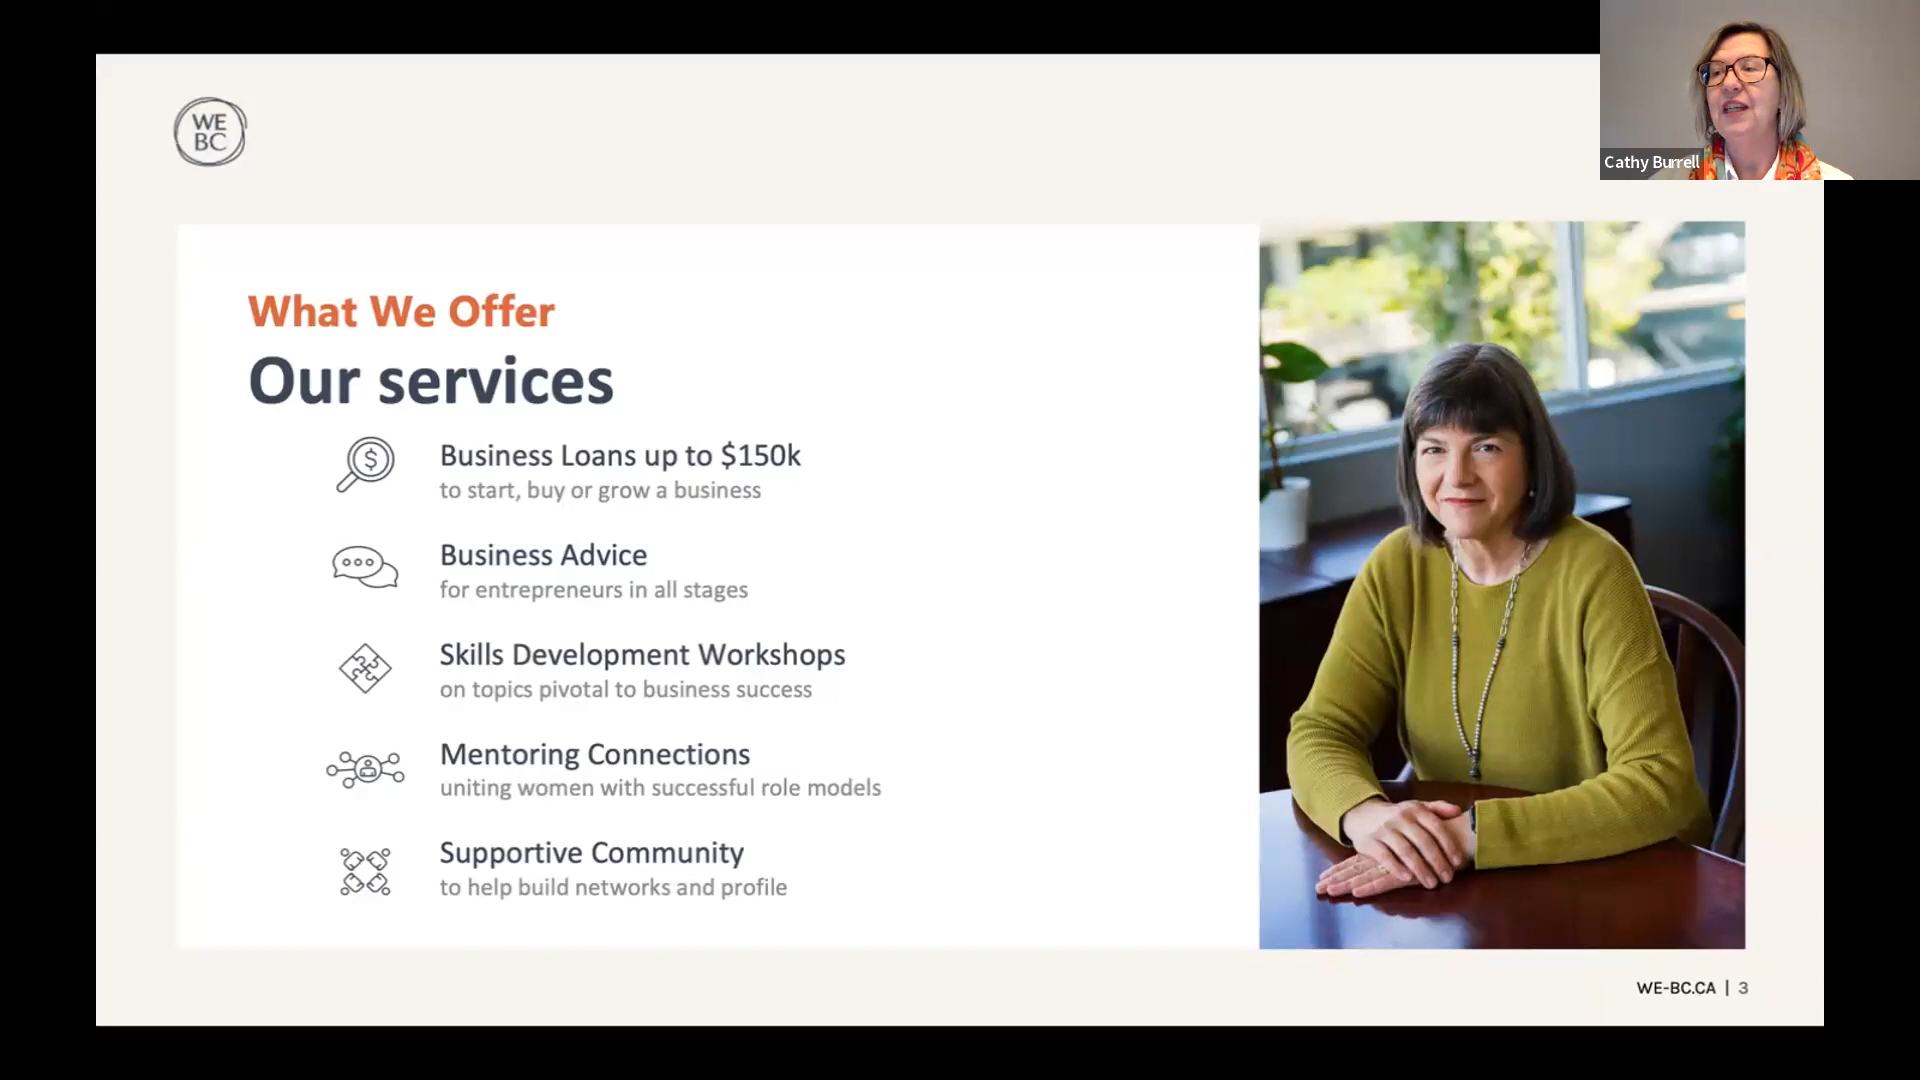 WE
BC
Cathy Burrell
What We Offer
Our services
Business Loans up to $150k
to start, buy or grow a business
Business Advice
for entrepreneurs in all stages
Skills Development Workshops
on topics pivotal to business success
Mentoring Connections
uniting women with successful role models
Supportive Community
to help build networks and profile
WE-BC.CA | 3